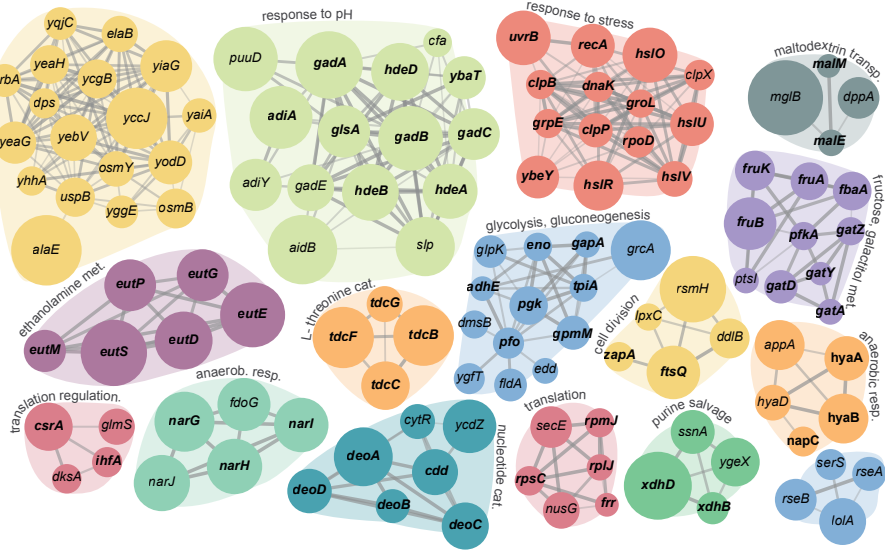 yqjC
elaB
rbA
yeaH
ycgB
yiaG
dps
yccJ
yaiA
yeaG
yebV
yhhA
osmY
yodD
uspB
yggE
osmB
alaE
response to pH
puuD
gadA
hdeD
cfa
ybaT
adiA
glsA
gadB
gadC
adiY
gadE
hdeB
hdeA
aidB
slp
response to stress
uvrB
recA
hslO
clpX
clpB
dnaK
groL
grpE
clpP
rpoD
hslU
ybeY
hslR
hslV
maltodextrin transp.
malM
mglB
dppA
malE
fructose, galactitol met.
fruK
fruA
fbaA
fruB
pfkA
gatZ
ptsI
gatD
gatY
gatA
ethanolamine met.
eutP
eutG
eutE
eutM
eutS
eutD
L- threonine cat.
tdcG
tdcF
tdcB
tdcC
glycolysis, gluconeogenesis
glpK
eno
gapA
grcA
adhE
pgk
tpiA
dmsB
pfo
gpmM
ygfT
fldA
edd
cell division
rsmH
lpxC
ddlB
zapA
ftsQ
anaerobic resp.
appA
hyaA
hyaD
hyaB
napC
translation regulation.
csrA
glmS
ihfA
dksA
anaerob. resp.
narG
fdoG
narI
narJ
narH
nucleotide cat.
cytR
ycdZ
deoA
cdd
deoD
deoB
deoC
translation
secE
rpmJ
rpsC
rplJ
nusG
frr
purine salvage
ssnA
ygeX
xdhD
xdhB
serS
rseA
rseB
lolA